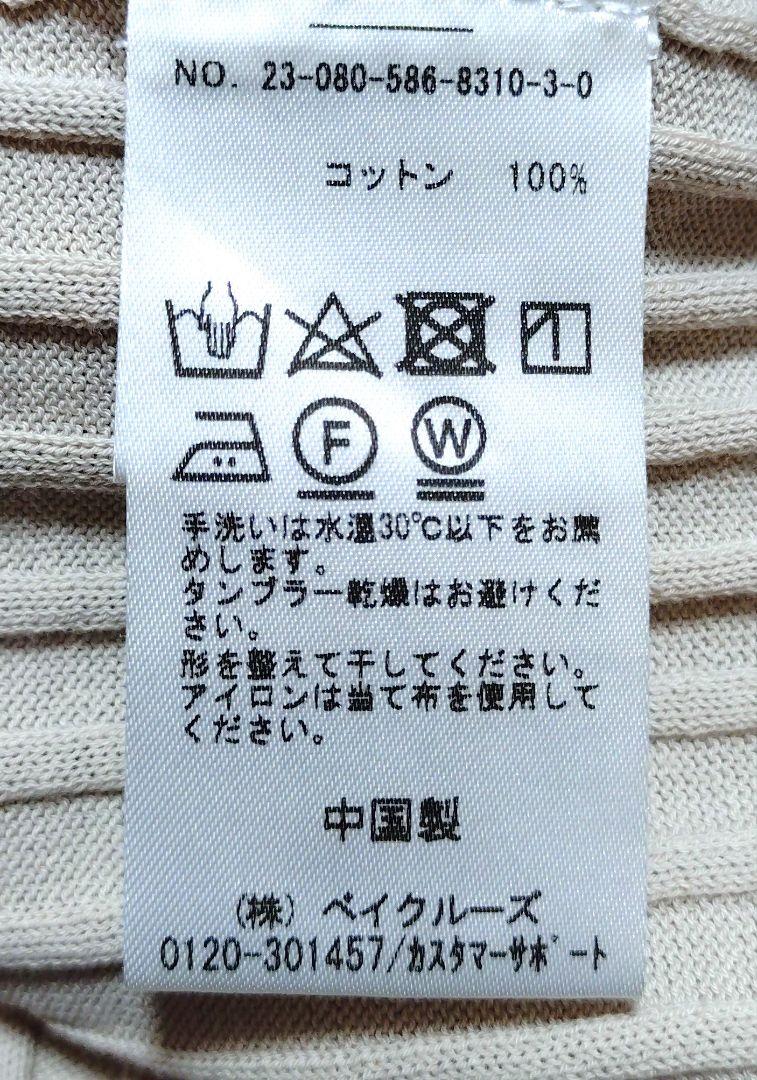 NO. 23-080-586-8310-3-0
コットン 100%
F W
手洗いは水温30℃以下をお薦
めします。
タンブラー乾燥はお避けくだ
さい。
形を整えて干してください。
アイロンは当て布を使用して
ください。
中国製
(株) ベイクルーズ
0120-301457/カスタマーサポート